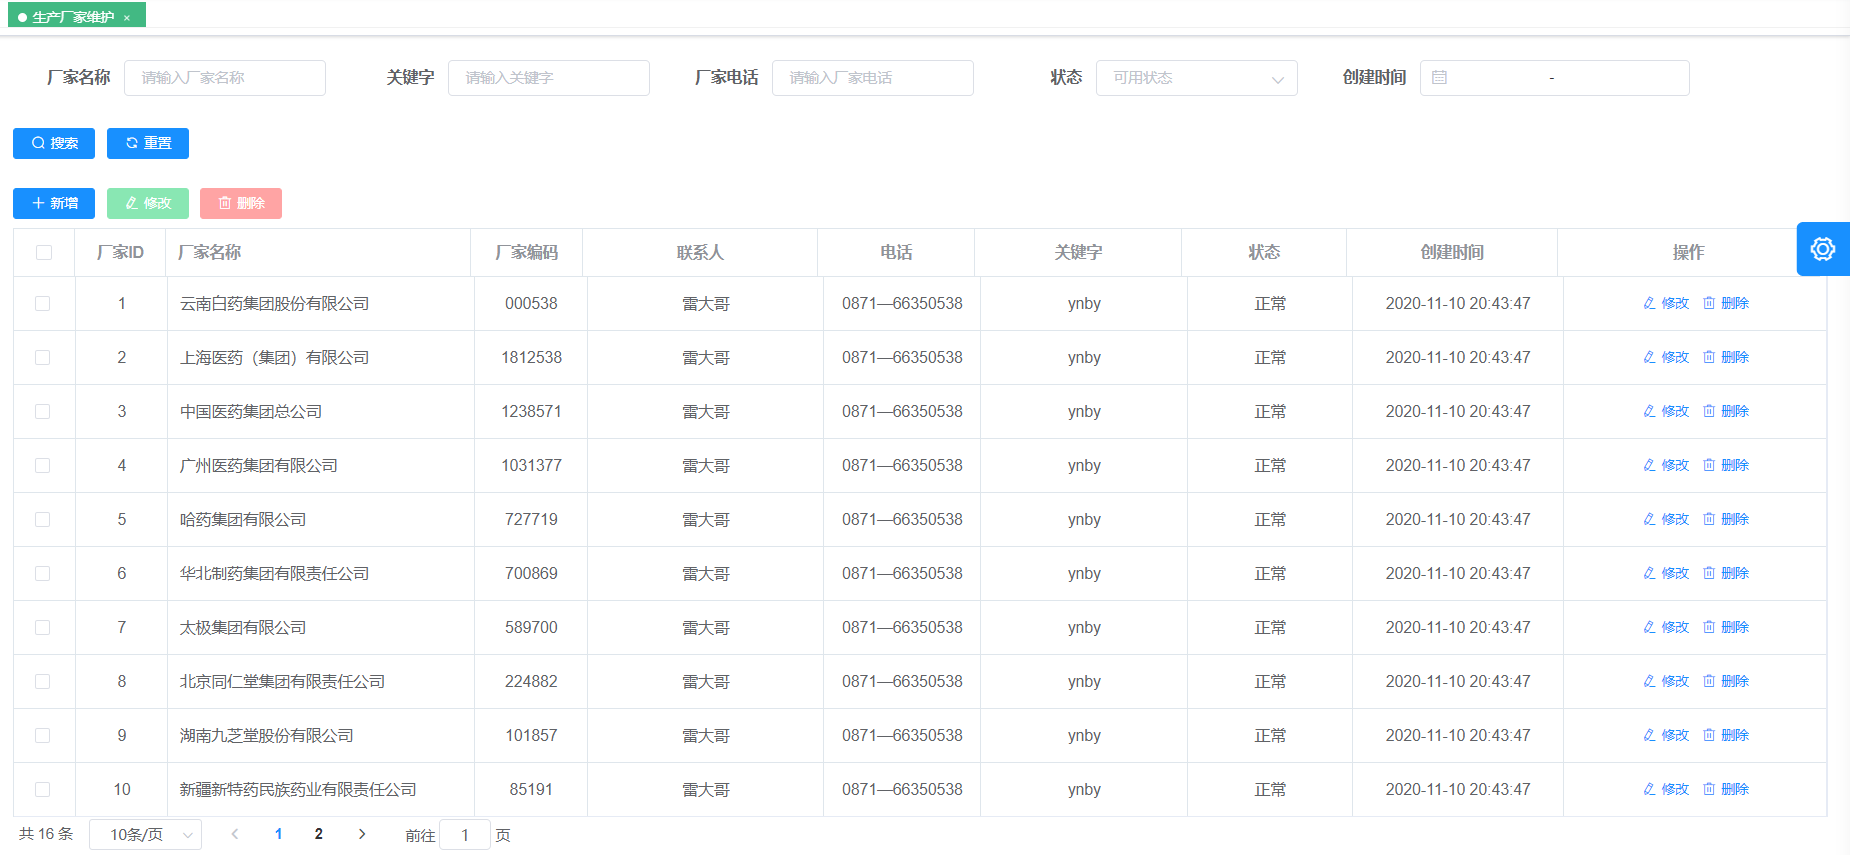 生产厂家维护 ×
厂家名称 请输入厂家名称 关键字 请输入关键字 厂家电话 请输入厂家电话 状态 可用状态 创建时间 -
搜索 重置
新增 修改 删除
厂家ID 厂家名称 厂家编码 联系人 电话 关键字 状态 创建时间 操作
1 云南白药集团股份有限公司 000538 雷大哥 0871—66350538 ynby 正常 2020-11-10 20:43:47 修改 删除
2 上海医药（集团）有限公司 1812538 雷大哥 0871—66350538 ynby 正常 2020-11-10 20:43:47 修改 删除
3 中国医药集团总公司 1238571 雷大哥 0871—66350538 ynby 正常 2020-11-10 20:43:47 修改 删除
4 广州医药集团有限公司 1031377 雷大哥 0871—66350538 ynby 正常 2020-11-10 20:43:47 修改 删除
5 哈药集团有限公司 727719 雷大哥 0871—66350538 ynby 正常 2020-11-10 20:43:47 修改 删除
6 华北制药集团有限责任公司 700869 雷大哥 0871—66350538 ynby 正常 2020-11-10 20:43:47 修改 删除
7 太极集团有限公司 589700 雷大哥 0871—66350538 ynby 正常 2020-11-10 20:43:47 修改 删除
8 北京同仁堂集团有限责任公司 224882 雷大哥 0871—66350538 ynby 正常 2020-11-10 20:43:47 修改 删除
9 湖南九芝堂股份有限公司 101857 雷大哥 0871—66350538 ynby 正常 2020-11-10 20:43:47 修改 删除
10 新疆新特药民族药业有限责任公司 85191 雷大哥 0871—66350538 ynby 正常 2020-11-10 20:43:47 修改 删除
共 16 条 10条/页 1 2 前往 1 页